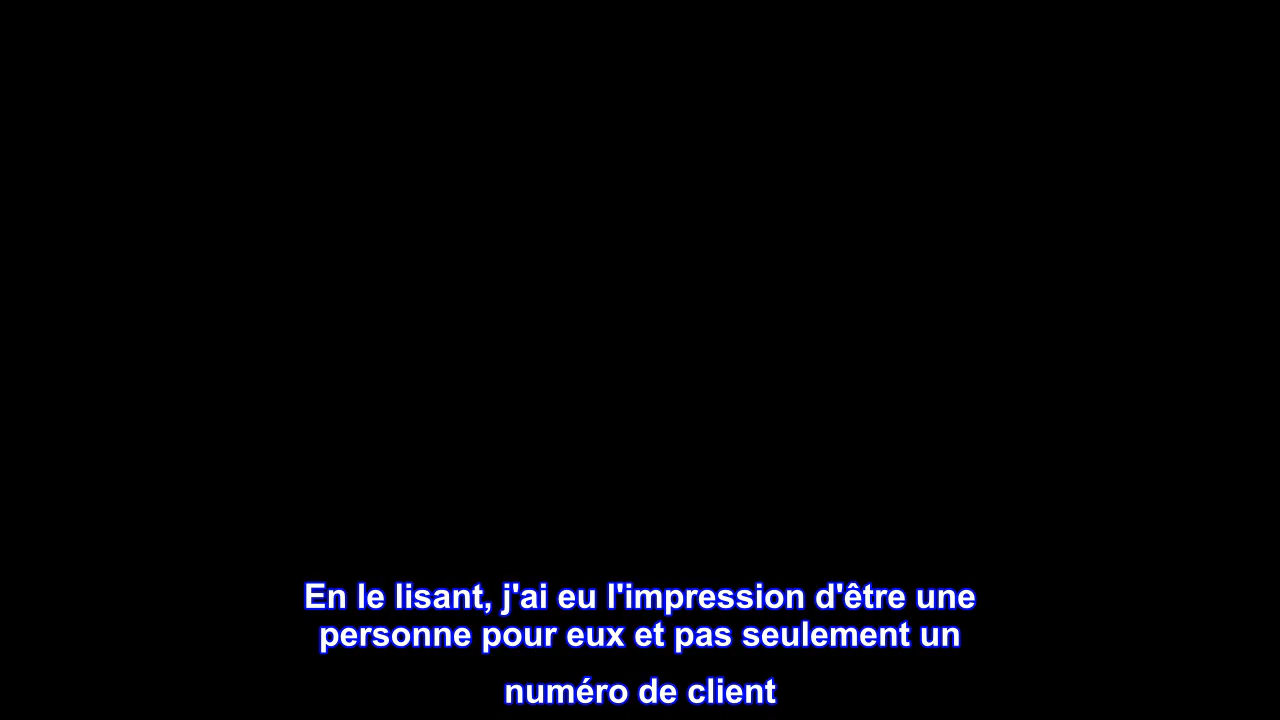 En le lisant, j'ai eu l'impression d'être une
personne pour eux et pas seulement un
numéro de client